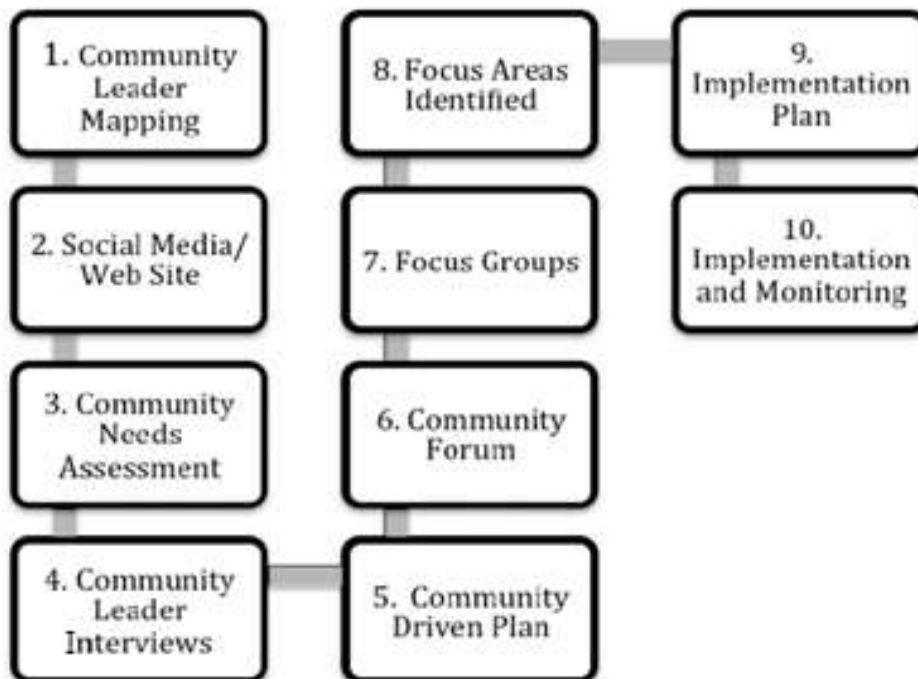 1. Community
Leader
Mapping
2. Social Media/
Web Site
3. Community
Needs
Assessment
4. Community
Leader
Interviews
5. Community
Driven Plan
6. Community
Forum
7. Focus Groups
8. Focus Areas
Identified
9.
Implementation
Plan
10.
Implementation
and Monitoring